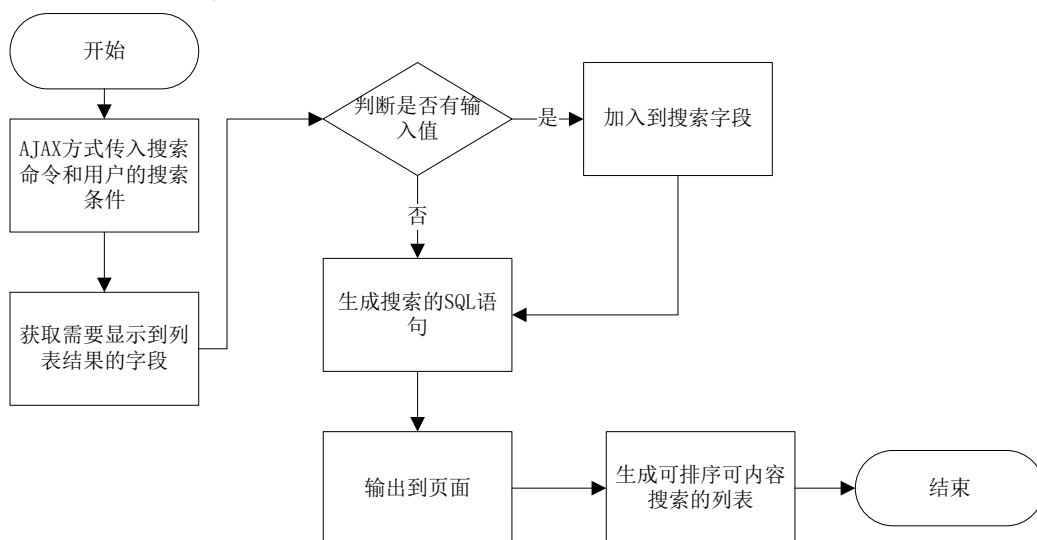 开始
AJAX方式传入搜索
命令和用户的搜索
条件
获取需要显示到列
表结果的字段
判断是否有输
入值
是
加入到搜索字段
否
生成搜索的SQL语
句
输出到页面
生成可排序可内容
搜索的列表
结束